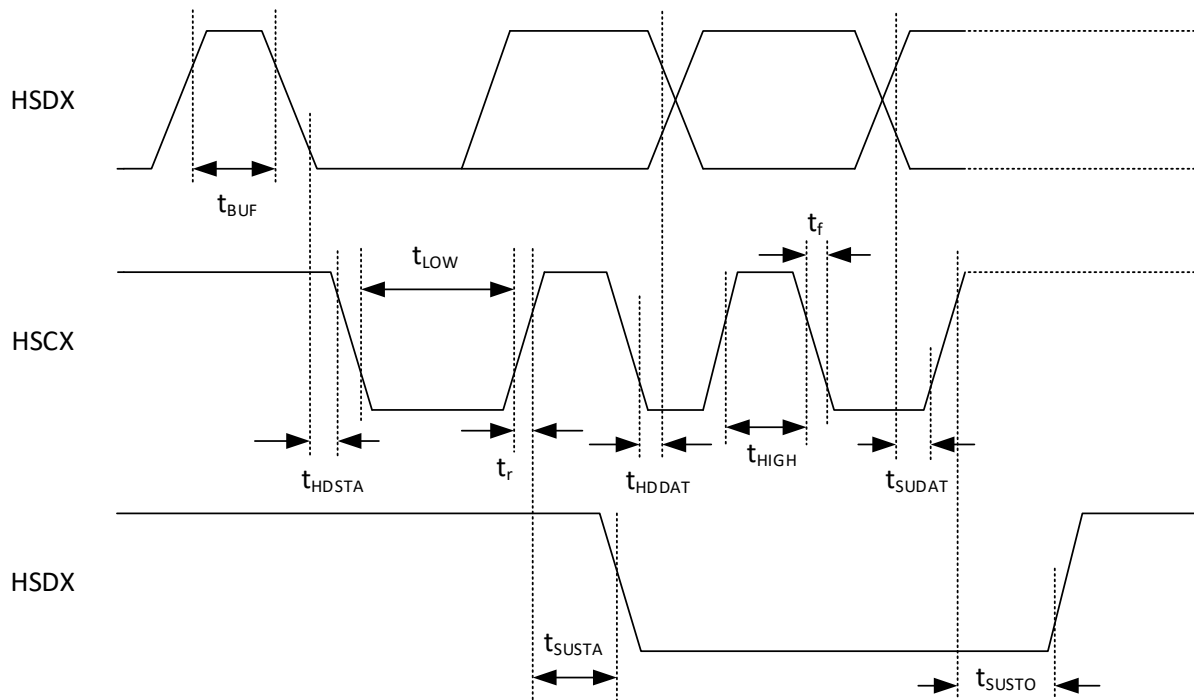 HSDX
tBUF
tf
tLOW
HSCX
tHIGH
tHDSTA
tr
tHDDAT
tSUDAT
HSDX
tSUSTA
tSUSTO